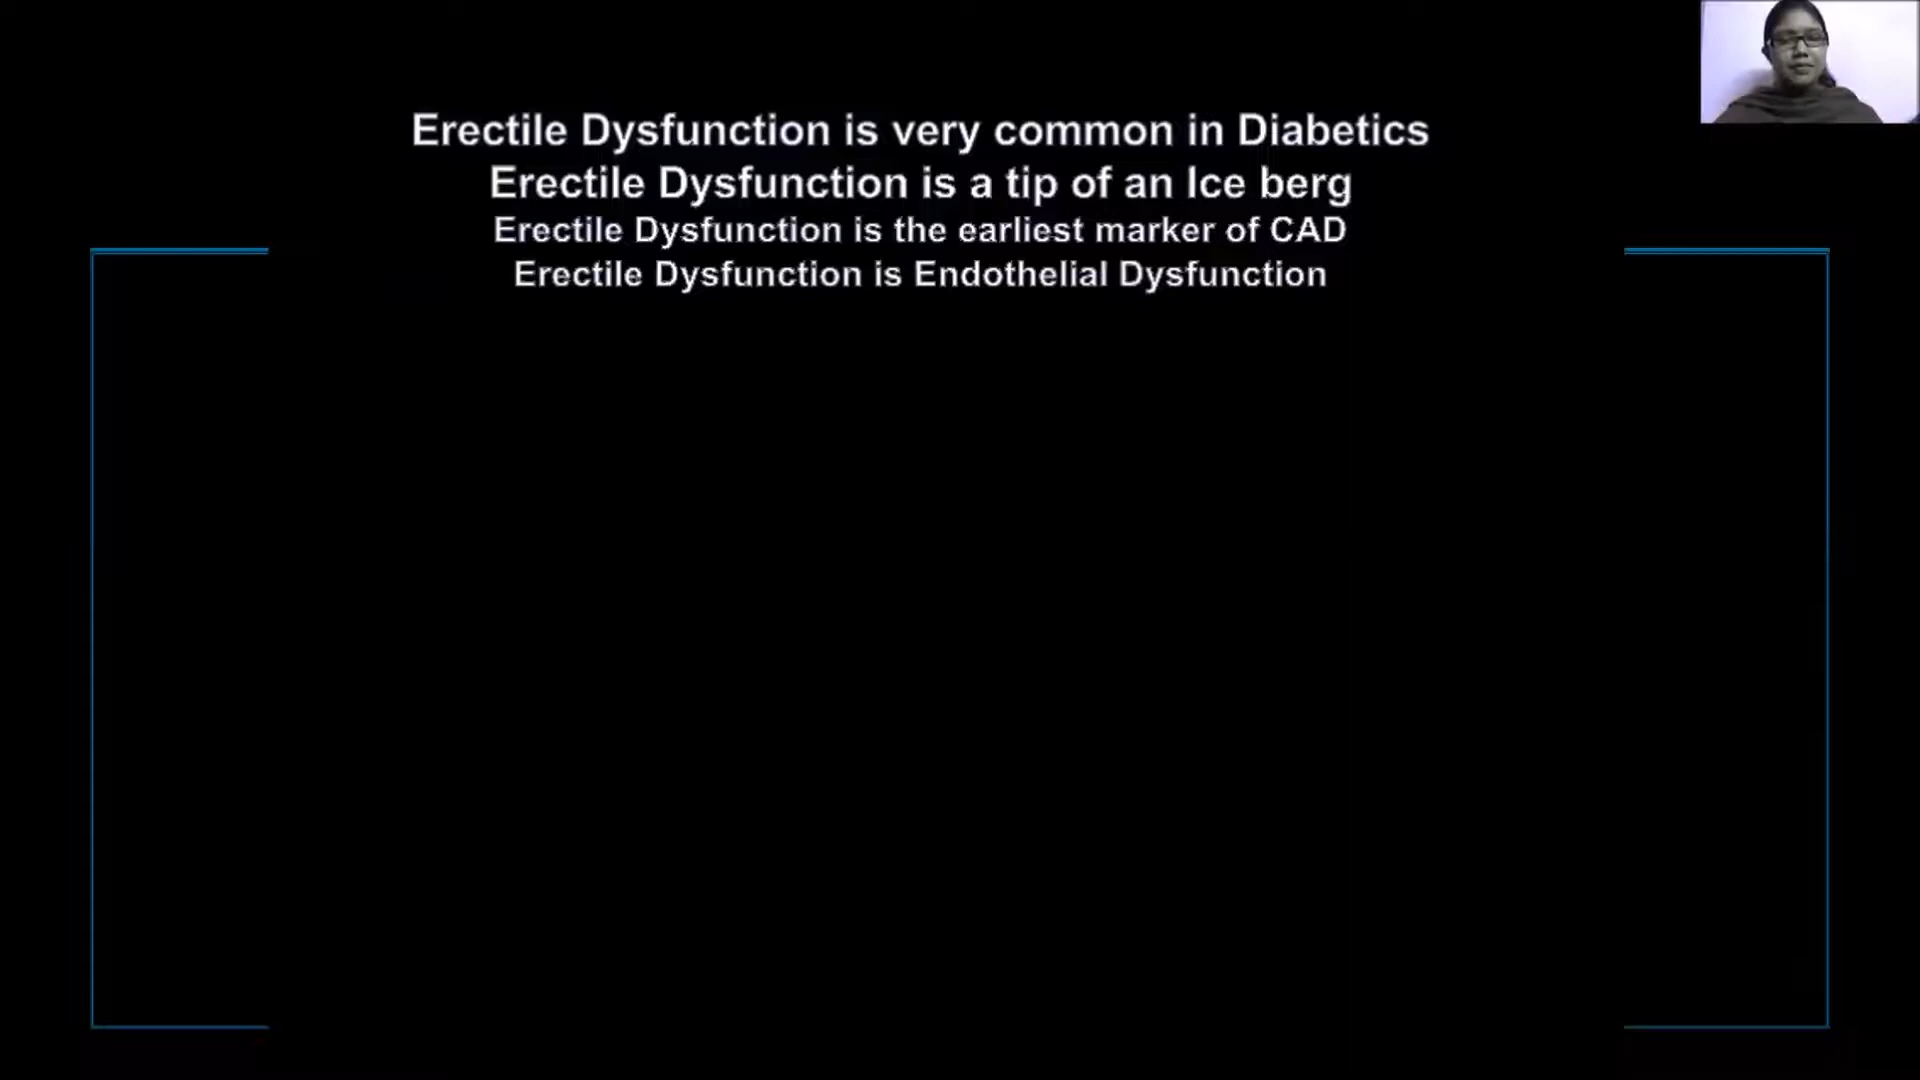 Erectile Dysfunction is very common in Diabetics
Erectile Dysfunction is a tip of an Ice berg
Erectile Dysfunction is the earliest marker of CAD
Erectile Dysfunction is Endothelial Dysfunction